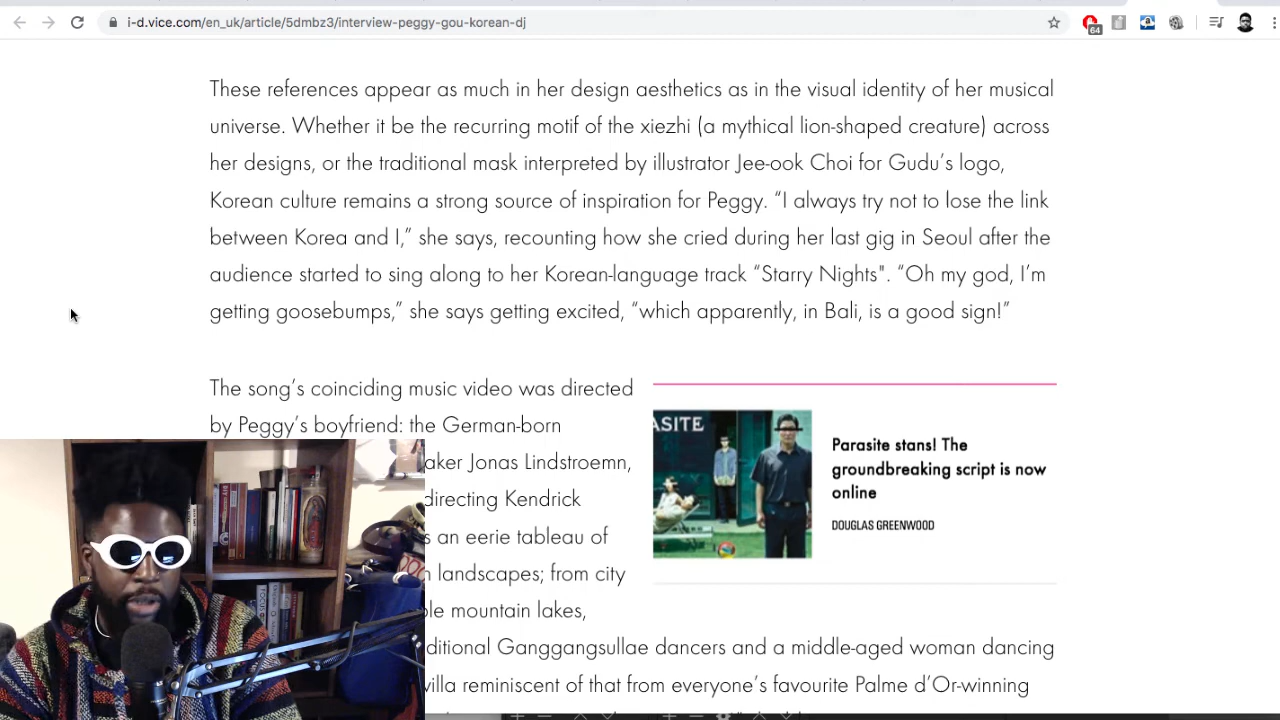 i-d.vice.com/en_uk/article/5dmbz3/interview-peggy-gou-korean-dj
64
These references appear as much in her design aesthetics as in the visual identity of her musical
universe. Whether it be the recurring motif of the xiezhi (a mythical lion-shaped creature) across
her designs, or the traditional mask interpreted by illustrator Jee-ook Choi for Gudu’s logo,
Korean culture remains a strong source of inspiration for Peggy. “I always try not to lose the link
between Korea and I,” she says, recounting how she cried during her last gig in Seoul after the
audience started to sing along to her Korean-language track “Starry Nights". “Oh my god, I’m
getting goosebumps,” she says getting excited, “which apparently, in Bali, is a good sign!”
The song’s coinciding music video was directed
by Peggy’s boyfriend: the German-born
aker Jonas Lindstroemn,
directing Kendrick
s an eerie tableau of
landscapes; from city
ble mountain lakes,
ditional Ganggangsullae dancers and a middle-aged woman dancing
villa reminiscent of that from everyone’s favourite Palme d’Or-winning
ASITE
Parasite stans! The
groundbreaking script is now
online
DOUGLAS GREENWOOD